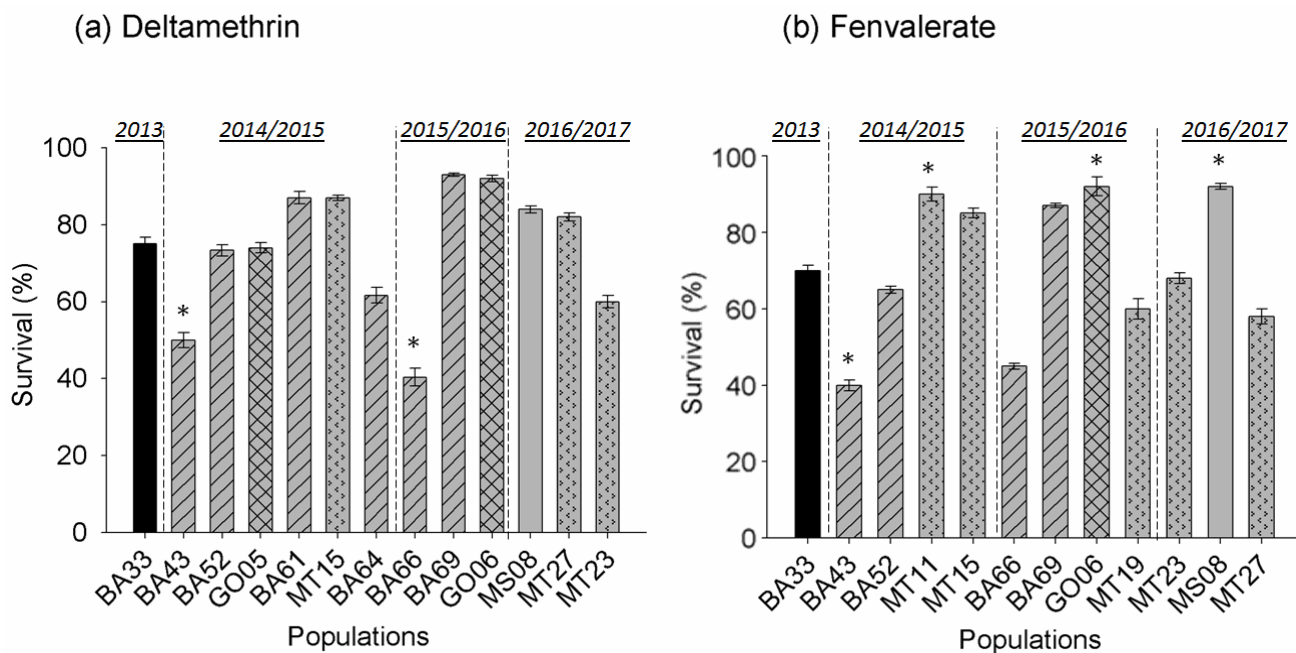 (a) Deltamethrin
2013 2014/2015 2015/2016 2016/2017
100
80
60
40
20
0
Survival (%)
* *
BA33 BA43 BA52 GO05 BA61 MT15 BA64 BA66 BA69 GO06 MS08 MT27 MT23
Populations
(b) Fenvalerate
2013 2014/2015 2015/2016 2016/2017
100
80
60
40
20
0
Survival (%)
* * * *
BA33 BA43 BA52 MT11 MT15 BA66 BA69 GO06 MT19 MT23 MS08 MT27
Populations